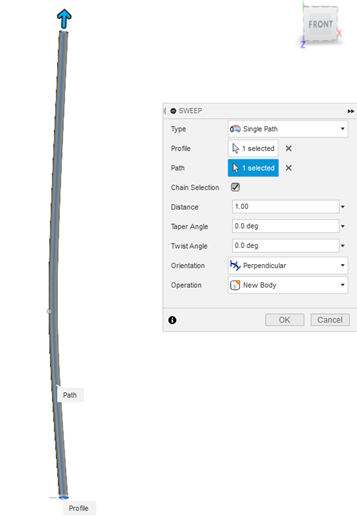 FRONT
X
Z
SWEEP
Type Single Path
Profile 1 selected
Path 1 selected
Chain Selection
Distance 1.00
Taper Angle 0.0 deg
Twist Angle 0.0 deg
Orientation Perpendicular
Operation New Body
OK Cancel
Path
Profile